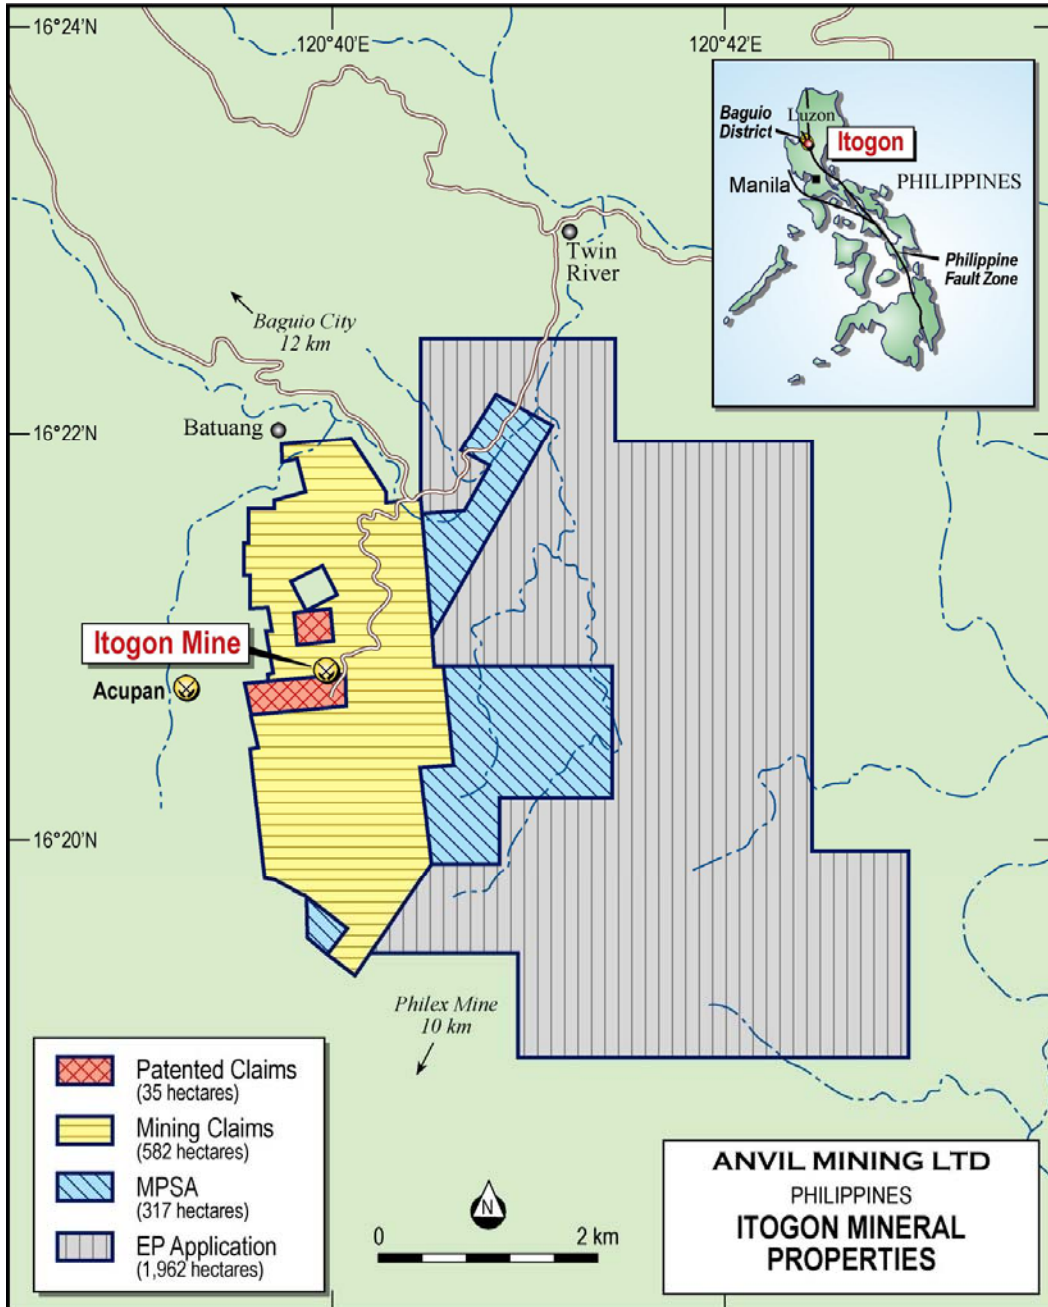 16°24'N
120°40'E
120°42'E
Baguio
District
Luzon
Itogon
Manila
PHILIPPINES
Philippine
Fault Zone
Twin
River
Baguio City
12 km
16°22'N
Batuang
Itogon Mine
Acupan
16°20'N
Philex Mine
10 km
Patented Claims
(35 hectares)
Mining Claims
(582 hectares)
MPSA
(317 hectares)
EP Application
(1,962 hectares)
N
0 2 km
ANVIL MINING LTD
PHILIPPINES
ITOGON MINERAL
PROPERTIES